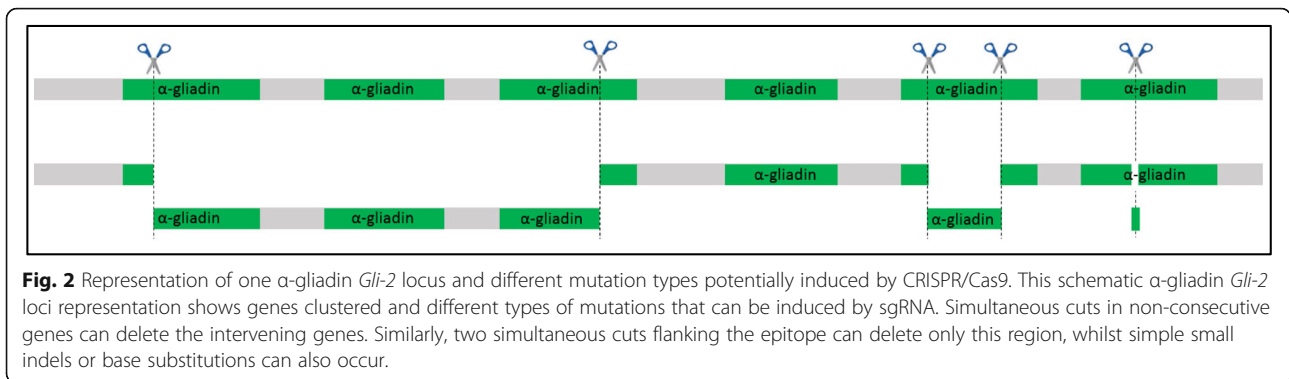 α-gliadin α-gliadin α-gliadin α-gliadin α-gliadin α-gliadin
α-gliadin α-gliadin
α-gliadin α-gliadin α-gliadin α-gliadin
Fig. 2 Representation of one α-gliadin Gli-2 locus and different mutation types potentially induced by CRISPR/Cas9. This schematic α-gliadin Gli-2
loci representation shows genes clustered and different types of mutations that can be induced by sgRNA. Simultaneous cuts in non-consecutive
genes can delete the intervening genes. Similarly, two simultaneous cuts flanking the epitope can delete only this region, whilst simple small
indels or base substitutions can also occur.